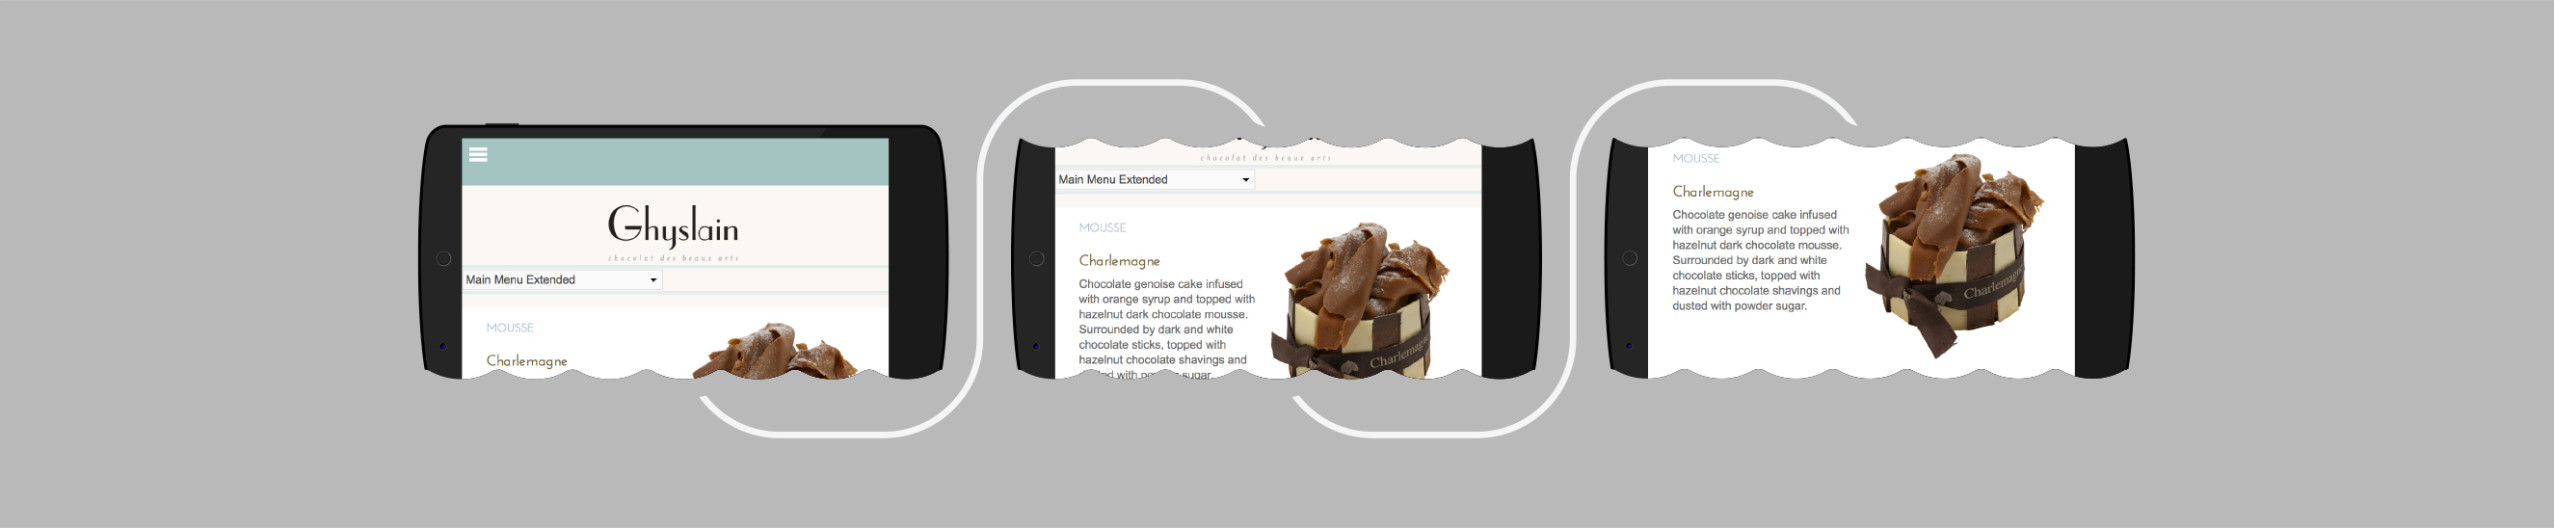 Ghyslain
chocolat des beaux arts
Main Menu Extended
MOUSSE
Charlemagne
chocolat des beaux arts
Main Menu Extended
MOUSSE
Charlemagne
Chocolate genoise cake infused
with orange syrup and topped with
hazelnut dark chocolate mousse.
Surrounded by dark and white
chocolate sticks, topped with
hazelnut chocolate shavings and
with sugar.
Charlemagne
MOUSSE
Charlemagne
Chocolate genoise cake infused
with orange syrup and topped with
hazelnut dark chocolate mousse.
Surrounded by dark and white
chocolate sticks, topped with
hazelnut chocolate shavings and
dusted with powder sugar.
Charlemagne